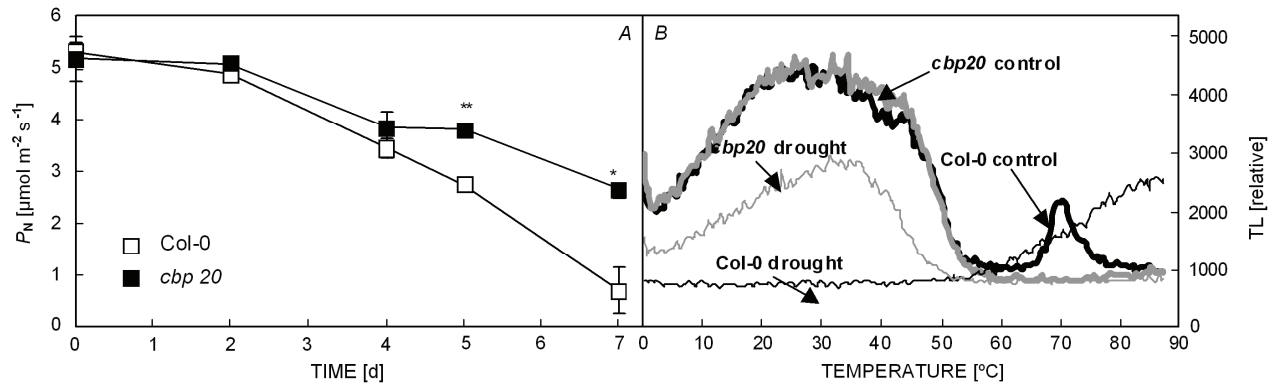 A
6
5
4
3
2
1
0
P_N [µmol m⁻² s⁻¹]
**
*
Col-0
cbp 20
0 1 2 3 4 5 6 7
TIME [d]
B
cbp20 control
cbp20 drought
Col-0 control
Col-0 drought
5000
4000
3000
2000
1000
0
TL [relative]
0 10 20 30 40 50 60 70 80 90
TEMPERATURE [ºC]